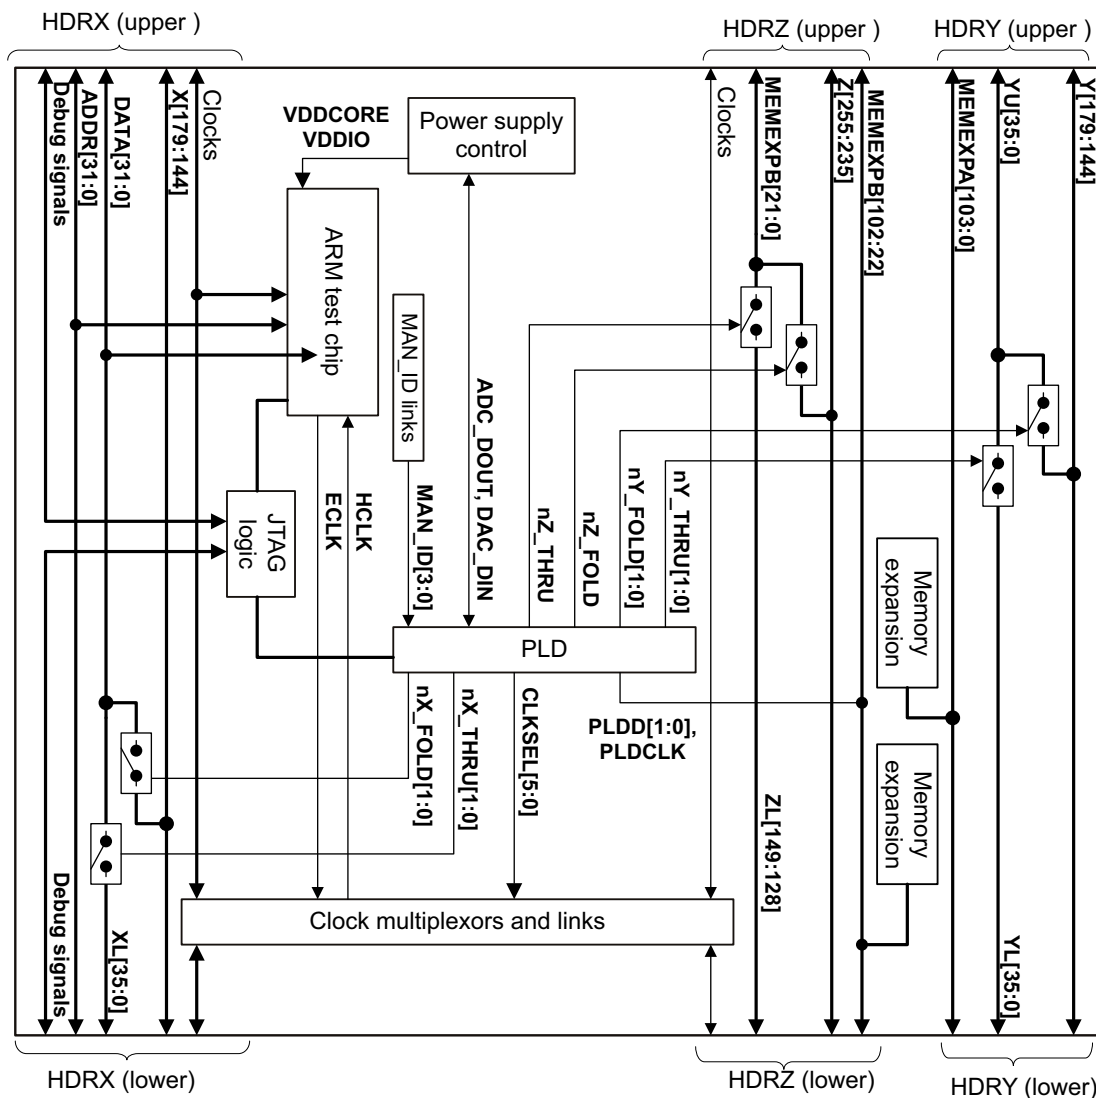 HDRX (upper )
HDRZ (upper )
HDRY (upper )
Debug signals
ADDR[31:0]
DATA[31:0]
X[179:144]
Clocks
VDDCORE
VDDIO
Power supply
control
Clocks
MEMEXPB[21:0]
Z[255:235]
MEMEXPB[102:22]
MEMEXPA[103:0]
YU[35:0]
Y[179:144]
ARM test chip
MAN_ID links
ADC_DOUT, DAC_DIN
JTAG
logic
ECLK
HCLK
MAN_ID[3:0]
nZ_THRU
nZ_FOLD
nY_FOLD[1:0]
nY_THRU[1:0]
Memory
expansion
PLD
nX_FOLD[1:0]
nX_THRU[1:0]
CLKSEL[5:0]
PLDD[1:0],
PLDCLK
Memory
expansion
ZL[149:128]
Debug signals
XL[35:0]
Clock multiplexors and links
YL[35:0]
HDRX (lower)
HDRZ (lower)
HDRY (lower)